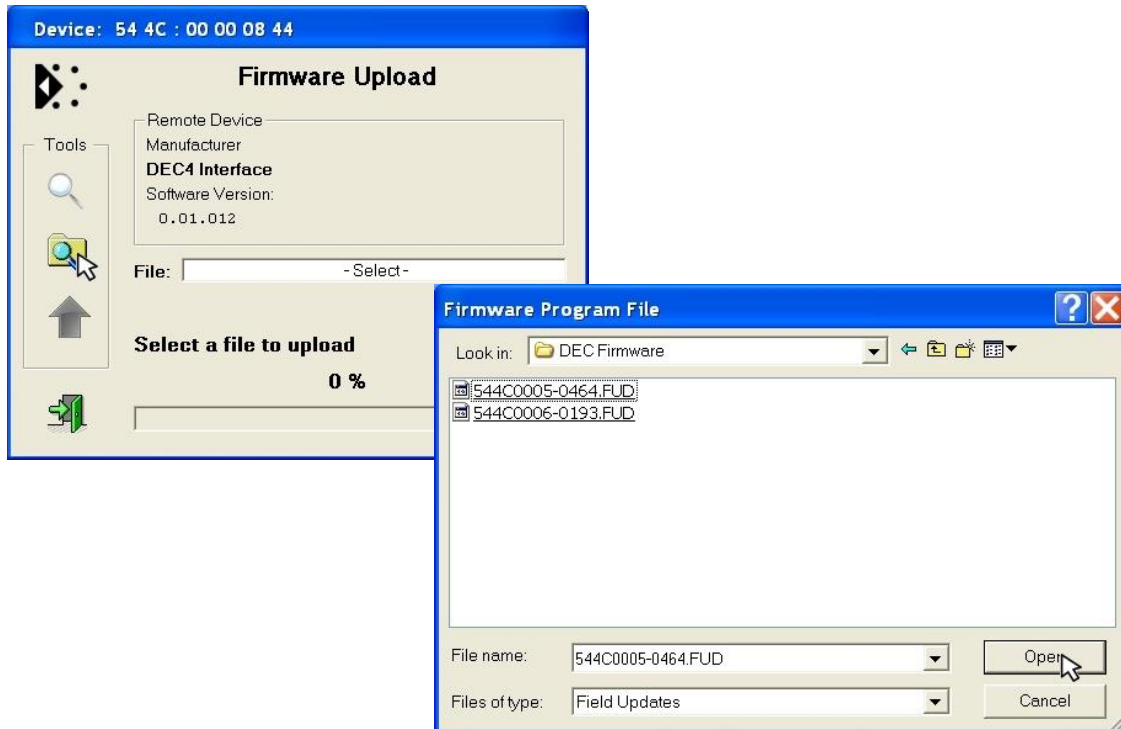 Device: 54 4C : 00 00 08 44
Firmware Upload
Tools
Remote Device
Manufacturer
DEC4 Interface
Software Version:
0.01.012
File: -Select-
Select a file to upload
0 %
Firmware Program File
Look in: DEC Firmware
544C0005-0464.FUD
544C0006-0193.FUD
File name: 544C0005-0464.FUD Open
Files of type: Field Updates Cancel